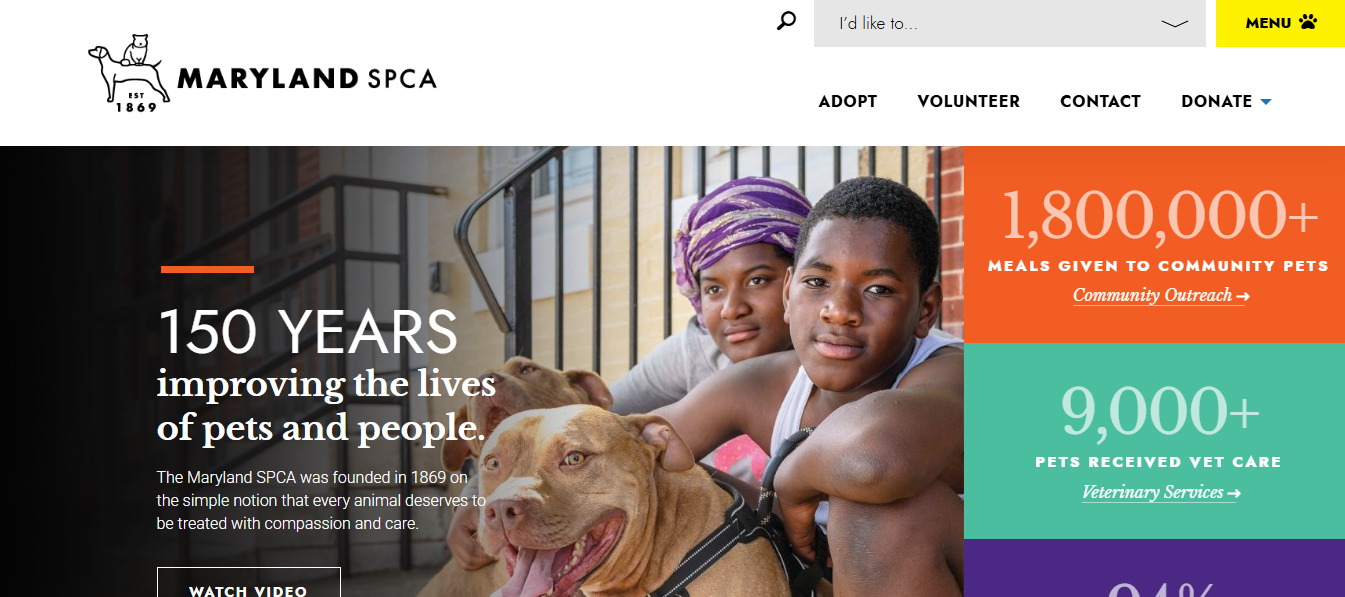 I'd like to...
MENU
MARYLAND SPCA
EST
1869
ADOPT
VOLUNTEER
CONTACT
DONATE
150 YEARS
improving the lives
of pets and people.
The Maryland SPCA was founded in 1869 on
the simple notion that every animal deserves to
be treated with compassion and care.
WATCH VIDEO
1,800,000+
MEALS GIVEN TO COMMUNITY PETS
Community Outreach →
9,000+
PETS RECEIVED VET CARE
Veterinary Services →
94%